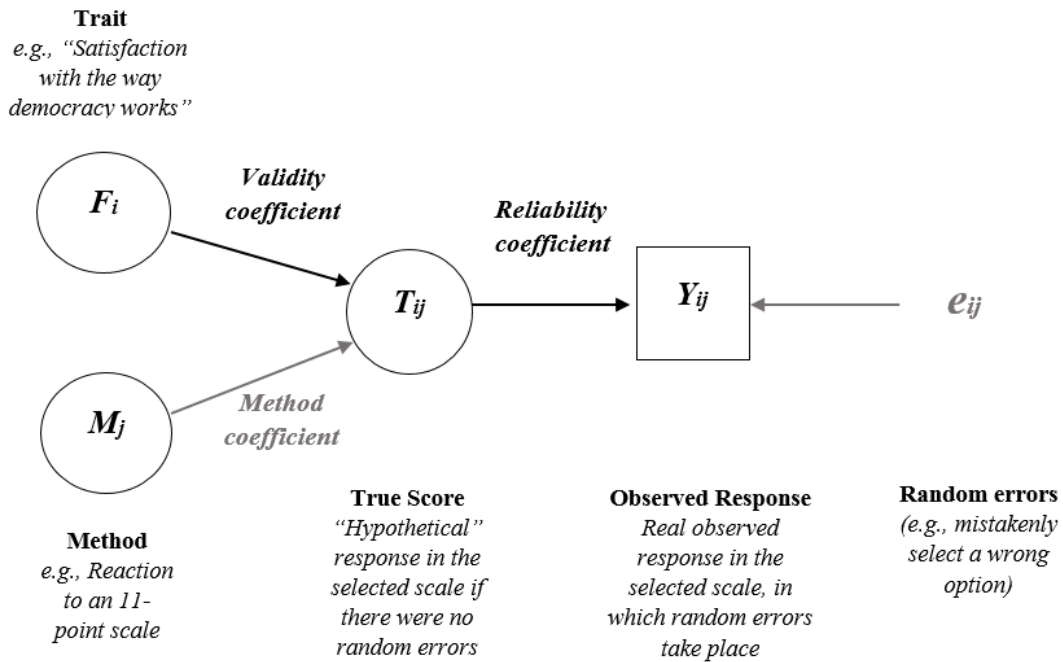 Trait
e.g., “Satisfaction
with the way
democracy works”
Fi
Validity
coefficient
Reliability
coefficient
Tij
Yij
eij
Mj
Method
coefficient
Method
e.g., Reaction
to an 11-
point scale
True Score
“Hypothetical”
response in the
selected scale if
there were no
random errors
Observed Response
Real observed
response in the
selected scale, in
which random errors
take place
Random errors
(e.g., mistakenly
select a wrong
option)